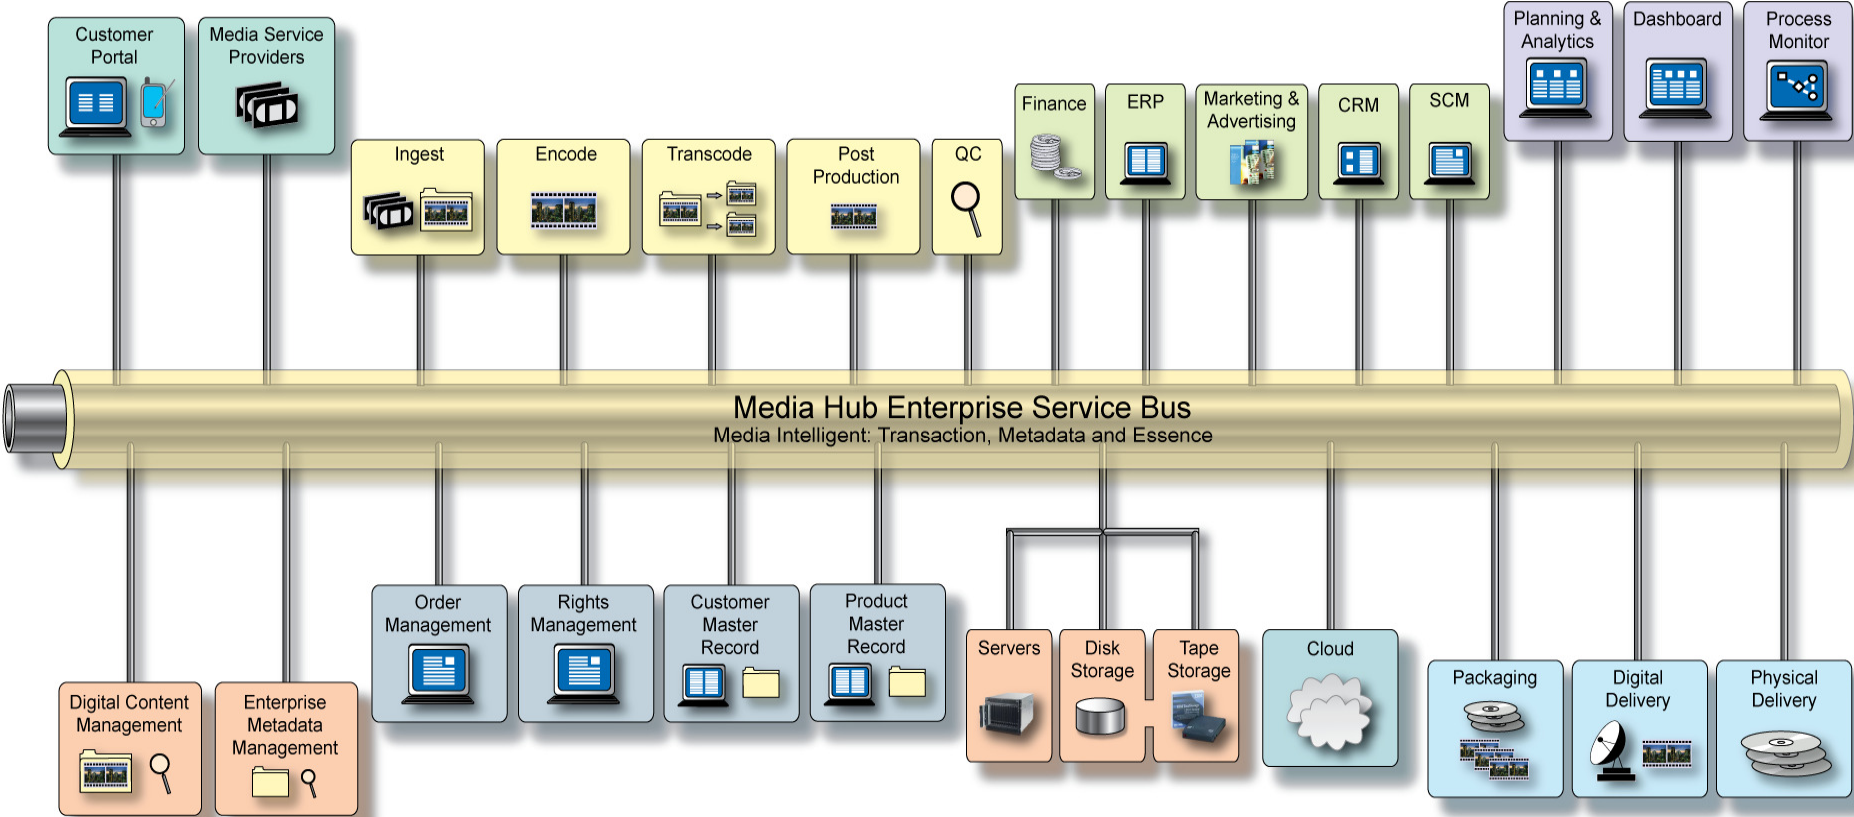 Customer
Portal
Media Service
Providers
Ingest
Encode
Transcode
Post
Production
QC
Finance
ERP
Marketing &
Advertising
CRM
SCM
Planning &
Analytics
Dashboard
Process
Monitor
Media Hub Enterprise Service Bus
Media Intelligent: Transaction, Metadata and Essence
Digital Content
Management
Enterprise
Metadata
Management
Order
Management
Rights
Management
Customer
Master
Record
Product
Master
Record
Servers
Disk
Storage
Tape
Storage
Cloud
Packaging
Digital
Delivery
Physical
Delivery